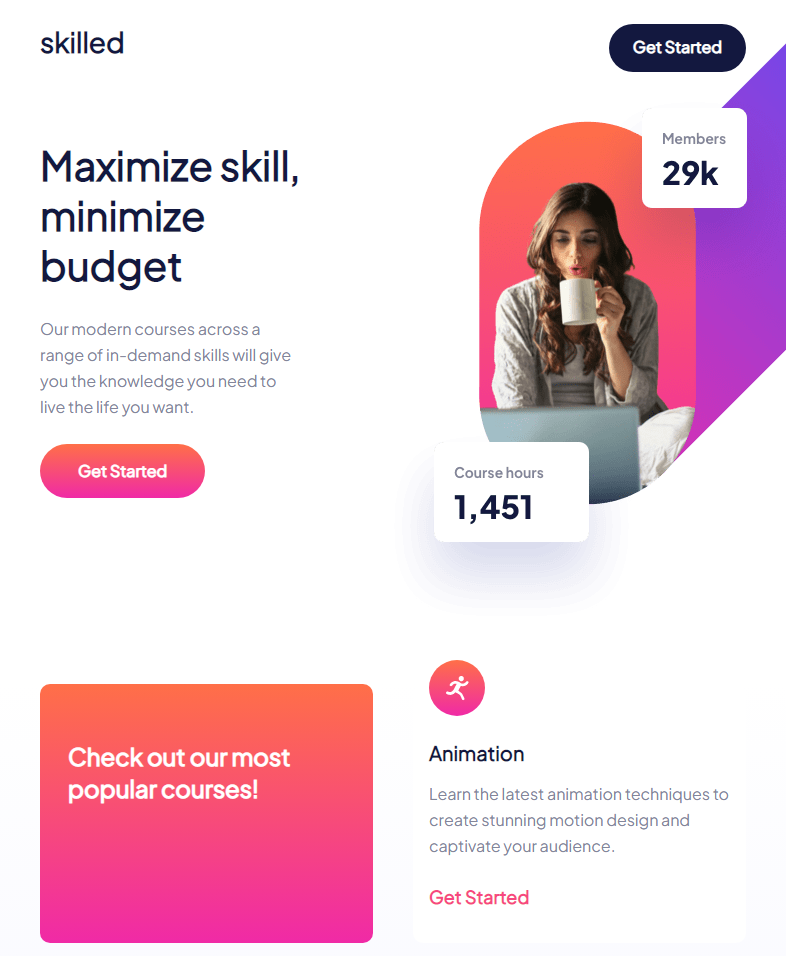 skilled
Get Started
Maximize skill,
minimize
budget
Our modern courses across a
range of in-demand skills will give
you the knowledge you need to
live the life you want.
Get Started
Members
29k
Course hours
1,451
Check out our most
popular courses!
Animation
Learn the latest animation techniques to
create stunning motion design and
captivate your audience.
Get Started